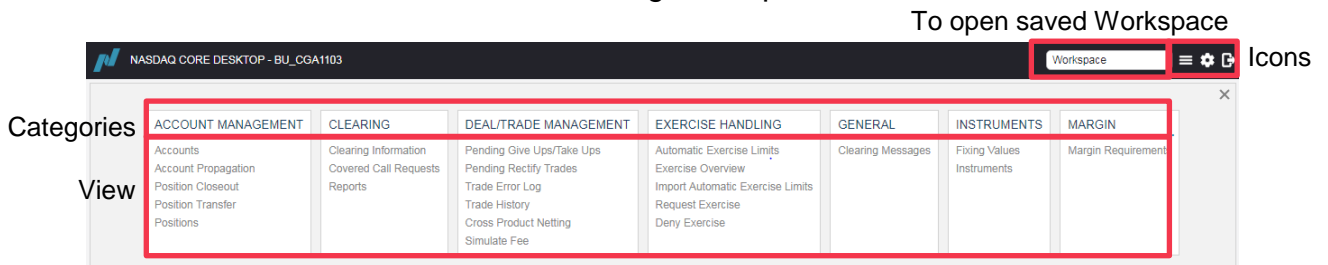 To open saved Workspace
NASDAQ CORE DESKTOP - BU_CGA1103
Workspace
Icons
Categories
ACCOUNT MANAGEMENT
CLEARING
DEAL/TRADE MANAGEMENT
EXERCISE HANDLING
GENERAL
INSTRUMENTS
MARGIN
View
Accounts
Account Propagation
Position Closeout
Position Transfer
Positions
Clearing Information
Covered Call Requests
Reports
Pending Give Ups/Take Ups
Pending Rectify Trades
Trade Error Log
Trade History
Cross Product Netting
Simulate Fee
Automatic Exercise Limits
Exercise Overview
Import Automatic Exercise Limits
Request Exercise
Deny Exercise
Clearing Messages
Fixing Values
Instruments
Margin Requirement